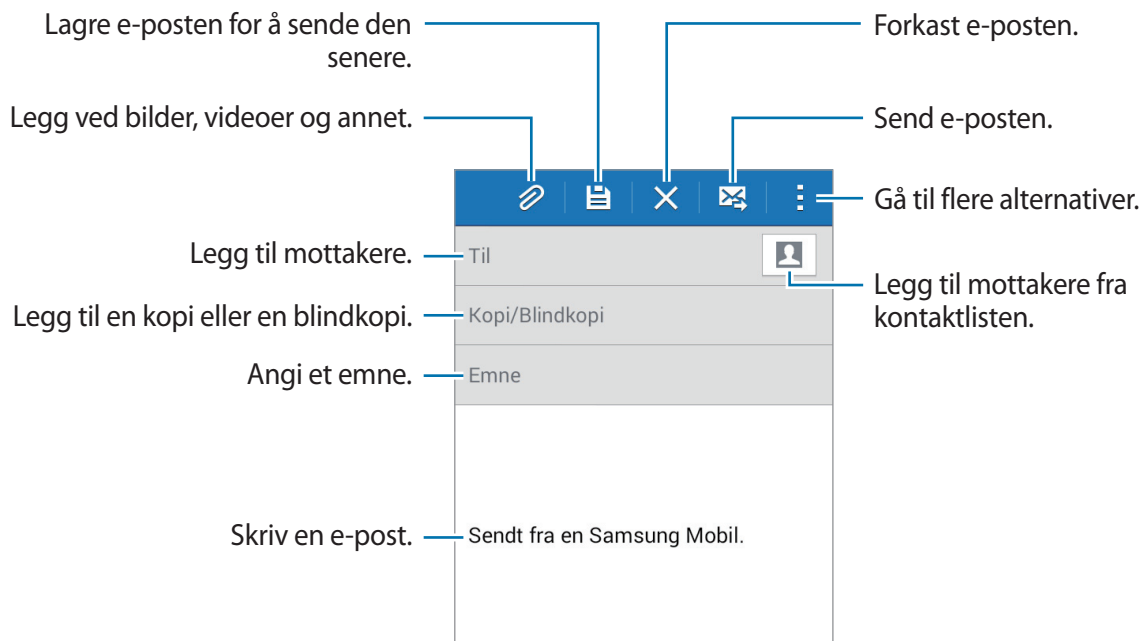 Lagre e-posten for å sende den
senere.
Forkast e-posten.
Legg ved bilder, videoer og annet.
Send e-posten.
Gå til flere alternativer.
Legg til mottakere.
Til
Legg til mottakere fra
kontaktlisten.
Legg til en kopi eller en blindkopi.
Kopi/Blindkopi
Angi et emne.
Emne
Skriv en e-post.
Sendt fra en Samsung Mobil.